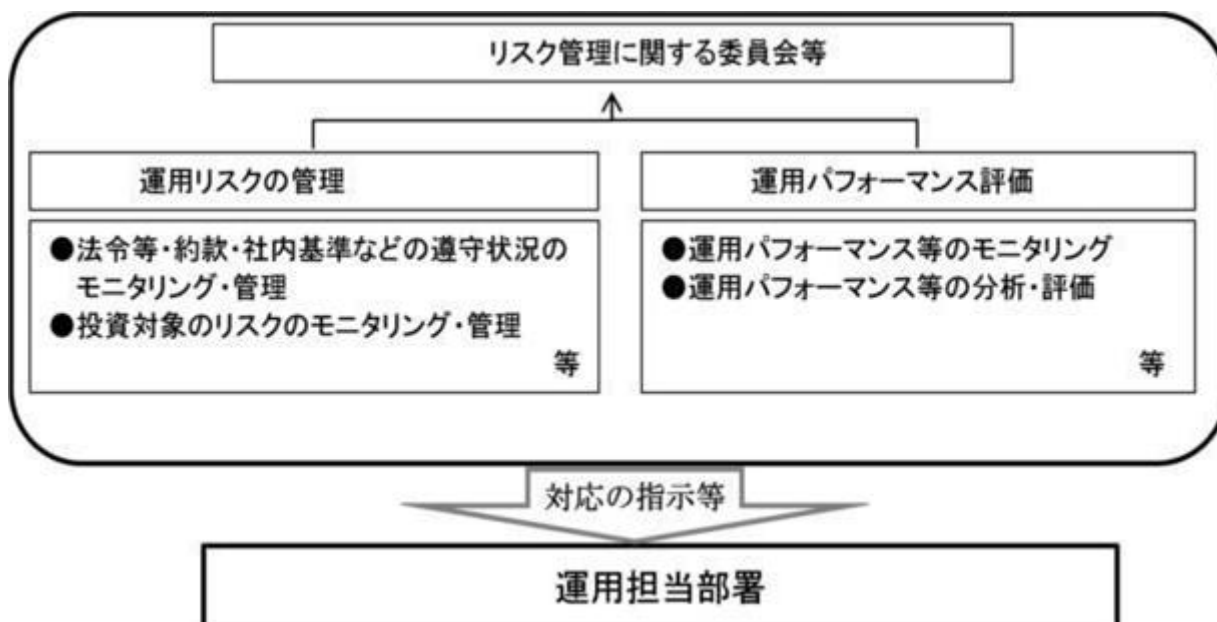 リスク管理に関する委員会等
運用リスクの管理
●法令等・約款・社内基準などの遵守状況の
モニタリング・管理
●投資対象のリスクのモニタリング・管理
等
運用パフォーマンス評価
●運用パフォーマンス等のモニタリング
●運用パフォーマンス等の分析・評価
等
対応の指示等
運用担当部署